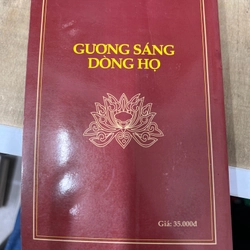 GƯƠNG SÁNG
DÒNG HỌ
Giá: 35.000đ